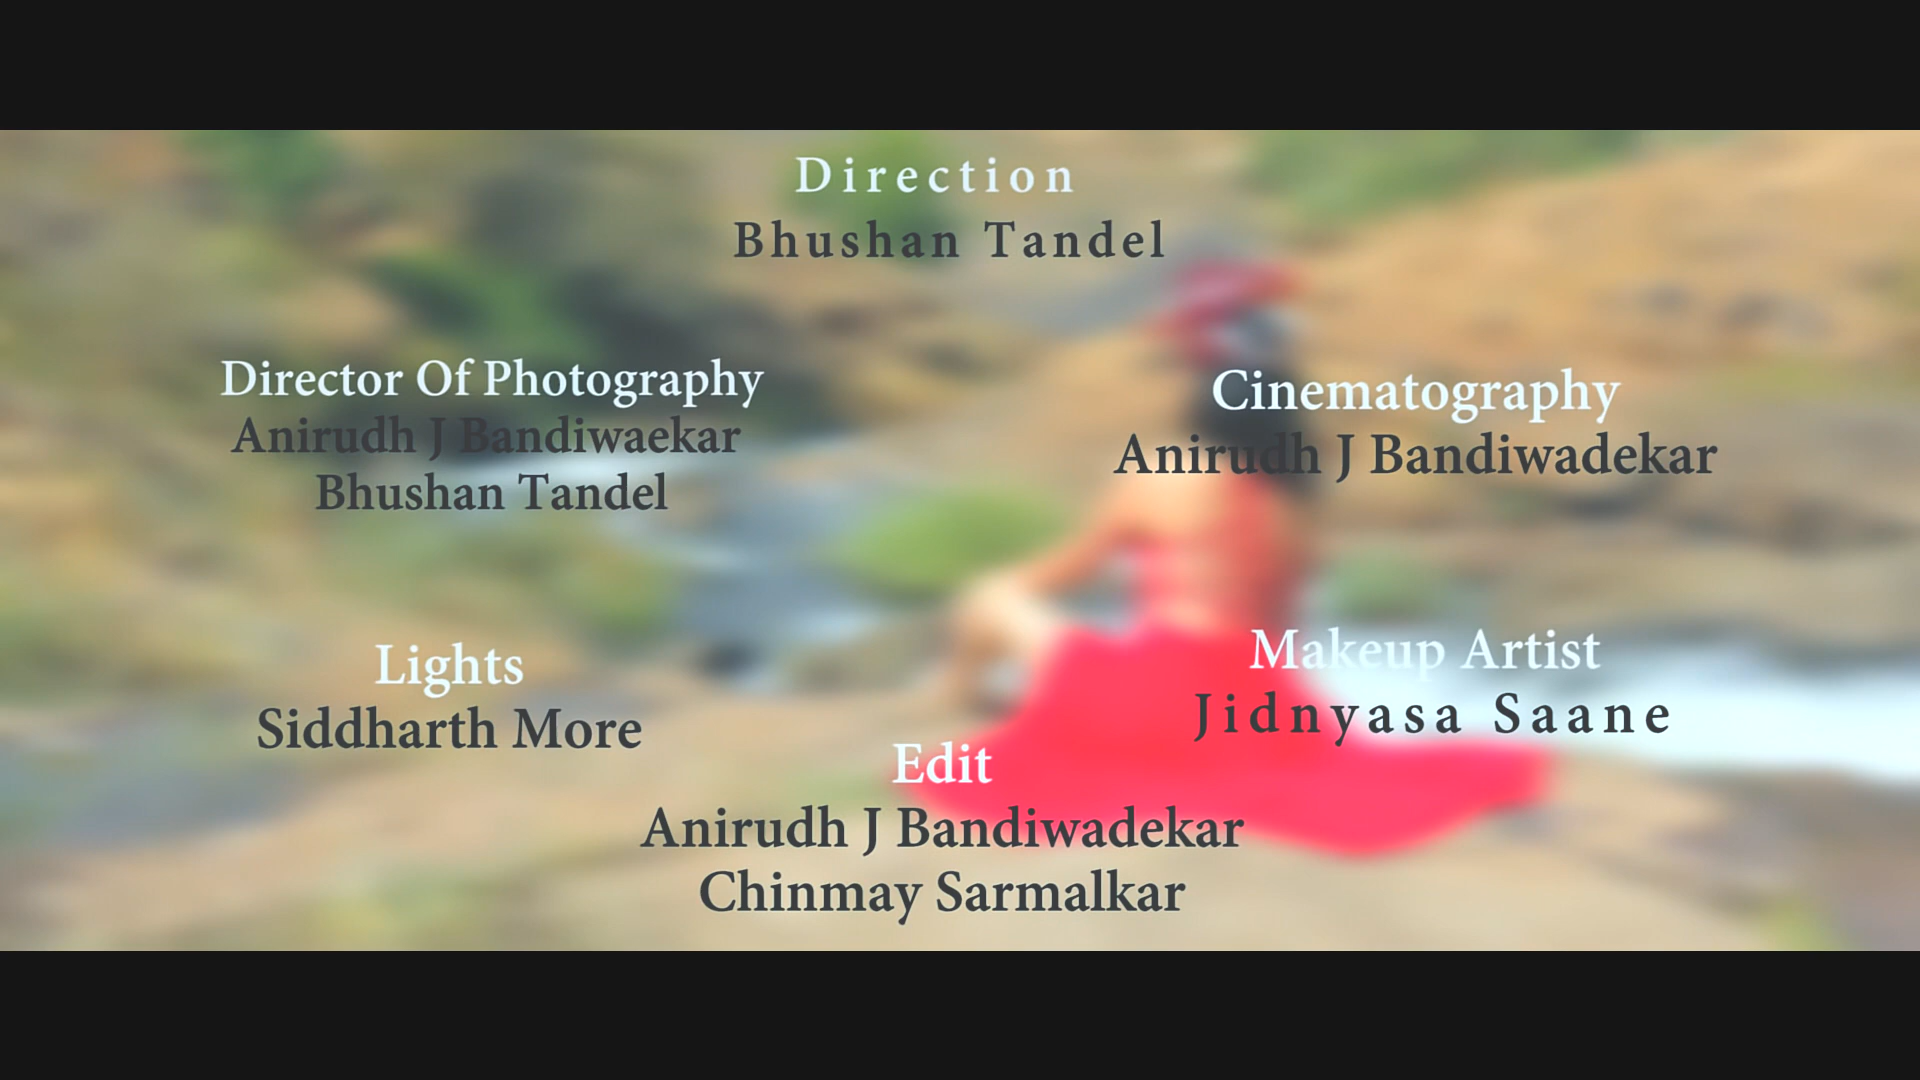 Direction
Bhushan Tandel
Director Of Photography
Anirudh J Bandiwaekar
Bhushan Tandel
Cinematography
Anirudh J Bandiwadekar
Lights
Siddharth More
Makeup Artist
Jidnyasa Saane
Edit
Anirudh J Bandiwadekar
Chinmay Sarmalkar